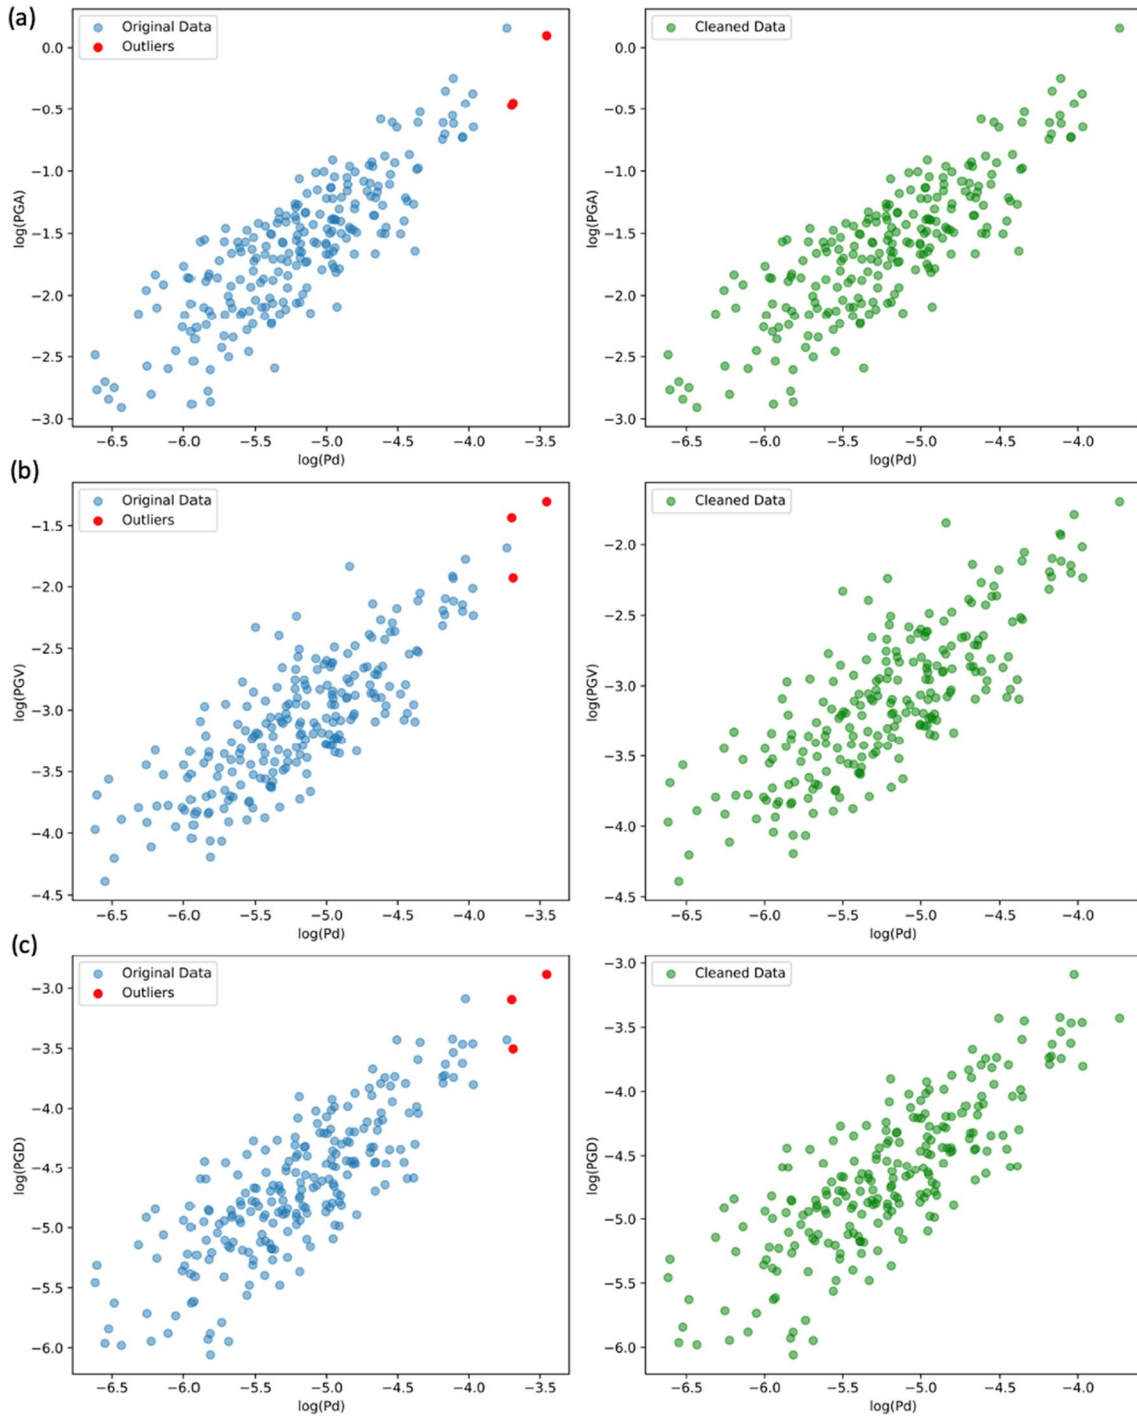 (a)
Original Data
Outliers
Cleaned Data
0.0
−0.5
−1.0
−1.5
−2.0
−2.5
−3.0
log(PGA)
−6.5 −6.0 −5.5 −5.0 −4.5 −4.0 −3.5
log(Pd)
0.0
−0.5
−1.0
−1.5
−2.0
−2.5
−3.0
log(PGA)
−6.5 −6.0 −5.5 −5.0 −4.5 −4.0
log(Pd)
(b)
Original Data
Outliers
Cleaned Data
−1.5
−2.0
−2.5
−3.0
−3.5
−4.0
−4.5
log(PGV)
−6.5 −6.0 −5.5 −5.0 −4.5 −4.0 −3.5
log(Pd)
−2.0
−2.5
−3.0
−3.5
−4.0
−4.5
log(PGV)
−6.5 −6.0 −5.5 −5.0 −4.5 −4.0
log(Pd)
(c)
Original Data
Outliers
Cleaned Data
−3.0
−3.5
−4.0
−4.5
−5.0
−5.5
−6.0
log(PGD)
−6.5 −6.0 −5.5 −5.0 −4.5 −4.0 −3.5
log(Pd)
−3.0
−3.5
−4.0
−4.5
−5.0
−5.5
−6.0
log(PGD)
−6.5 −6.0 −5.5 −5.0 −4.5 −4.0
log(Pd)